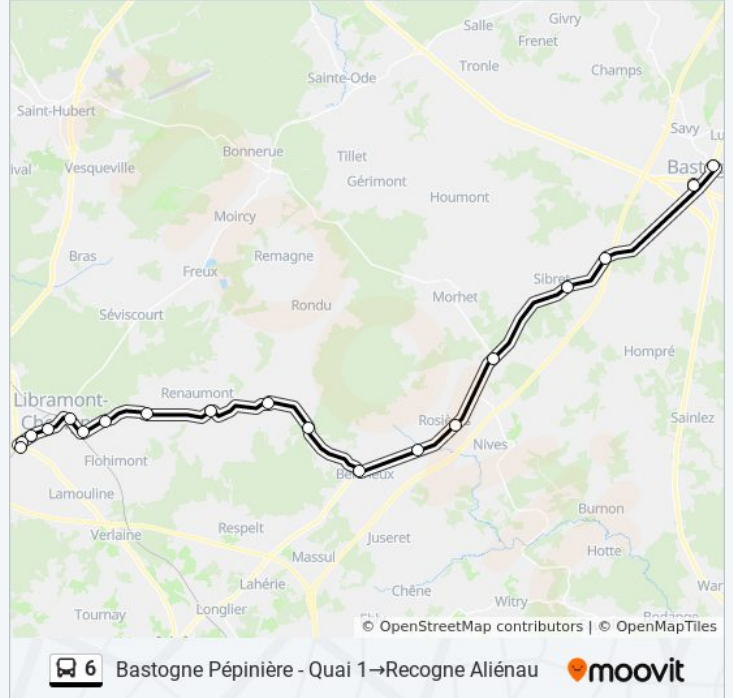 Salle
Givry
Frenet
Tronle
Champs
Sainte-Ode
Saint-Hubert
Savy
Bonnerue
Tillet
Vesqueville
Gérimont
Houmont
Moircy
Bras
Remagne
Freux
Sibret
Morhet
Rondu
Séviscourt
Hompré
Renaumont
Libramont-
Sainlez
Nives
Flohimont
Lamouline
Burnon
Respelt
Verlaine
Juseret
Hotte
Massul
Lahérie
Chêne
Witry
Longlier
Tournay
© OpenStreetMap contributors | © OpenMapTiles
6 Bastogne Pépinière - Quai 1→Recogne Aliénau moovit